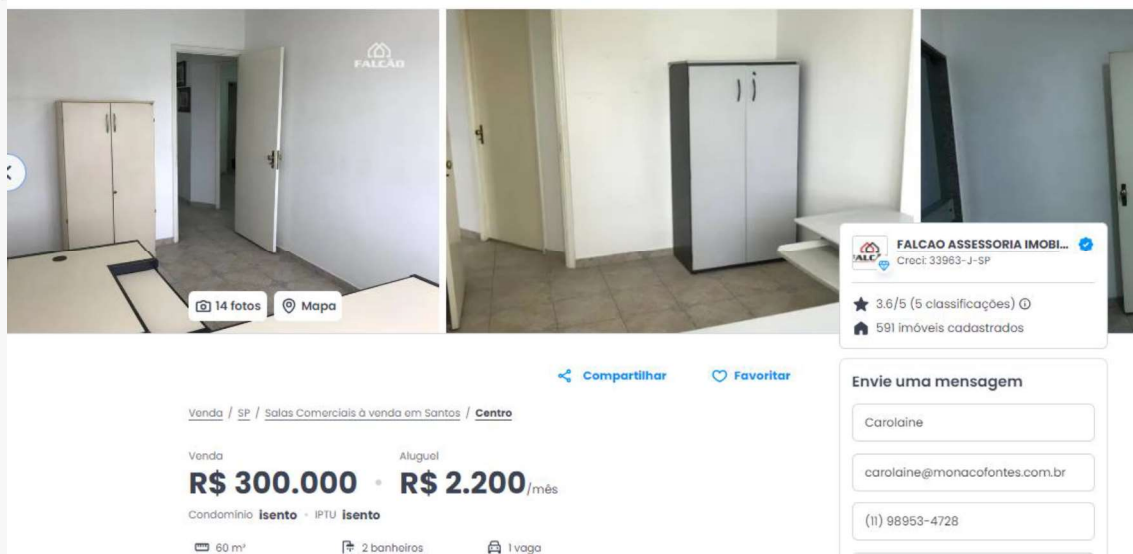 FALCÃO
14 fotos
Mapa
FALCAO ASSESSORIA IMOBI...
Creci: 33963-J-SP
3.6/5 (5 classificações)
591 imóveis cadastrados
Compartilhar
Favoritar
Envie uma mensagem
Venda / SP / Salas Comerciais à venda em Santos / Centro
Carolaine
Venda
Aluguel
R$ 300.000 • R$ 2.200/mês
carolaine@monacofontes.com.br
Condomínio isento • IPTU isento
(11) 98953-4728
60 m²
2 banheiros
1 vaga